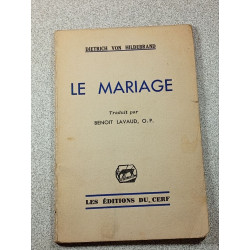 DIETRICH VON HILDEBRAND
LE MARIAGE
Traduit par
BENOIT LAVAUD, O. P.
LES ÉDITIONS DU CERF